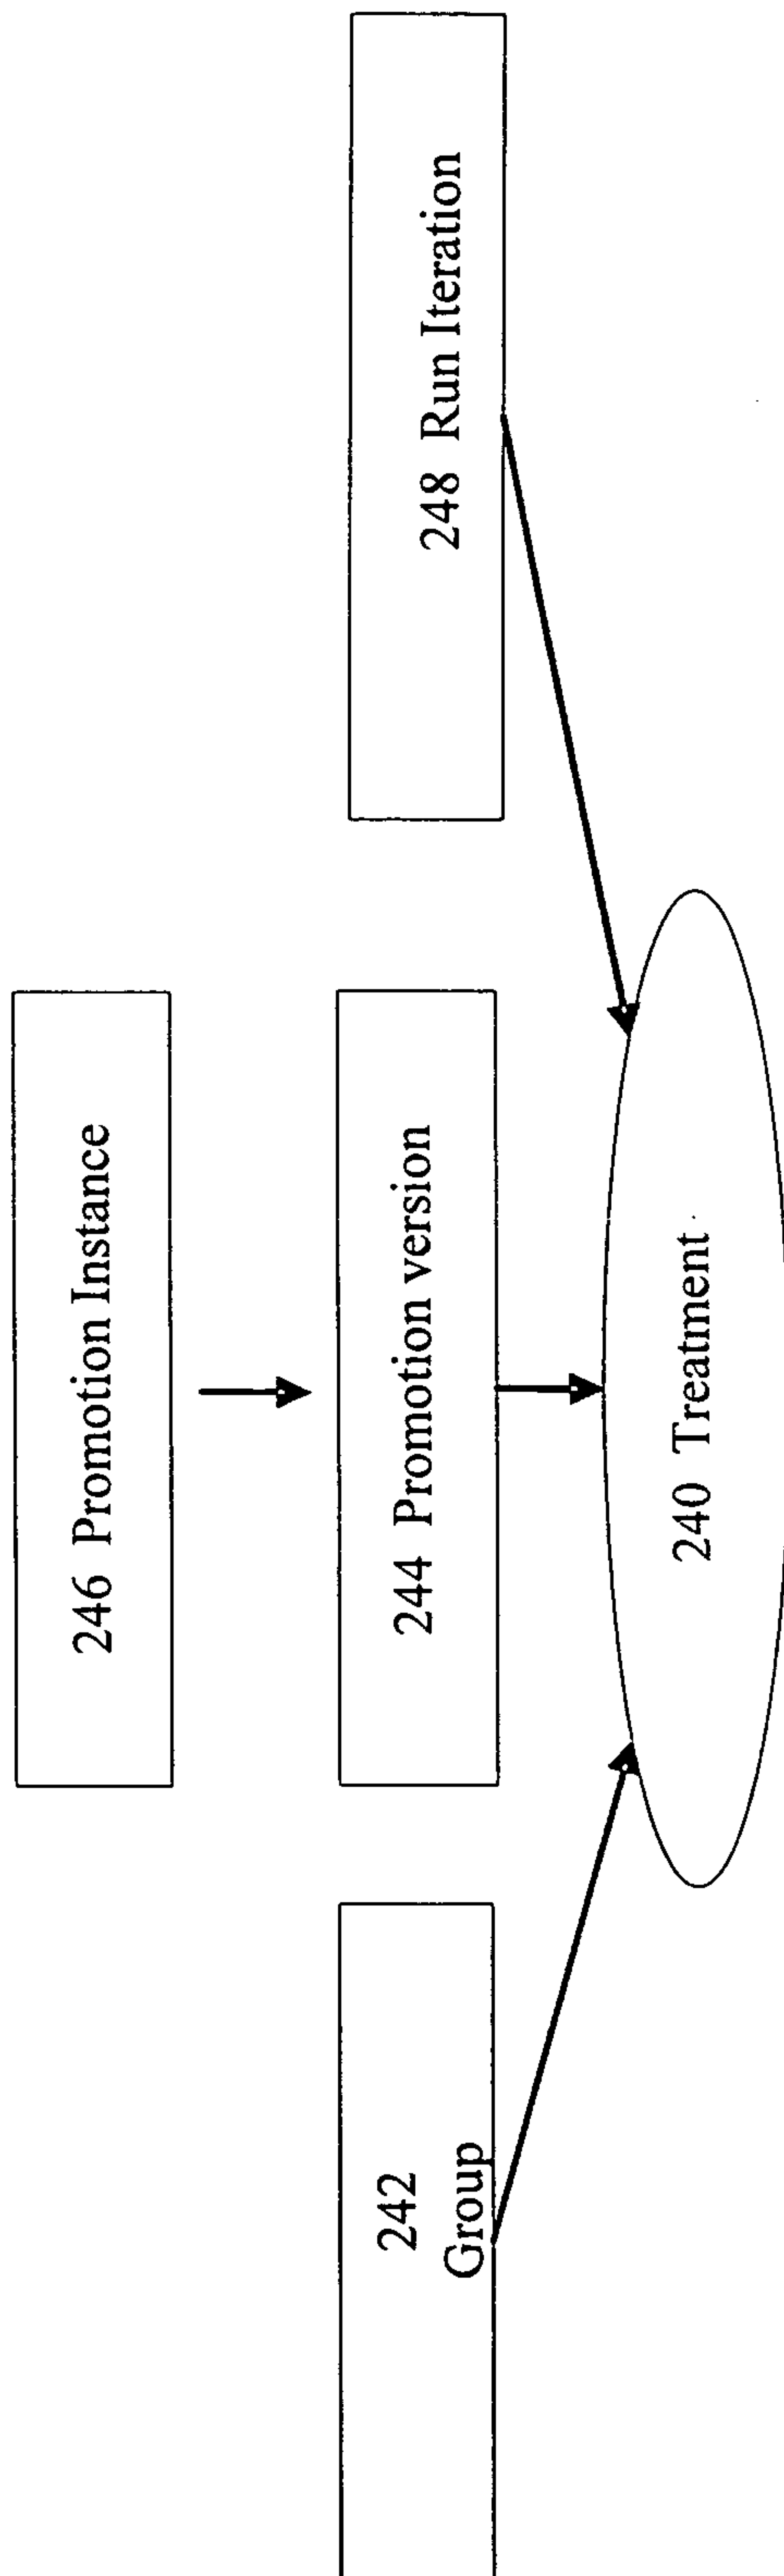 246 Promotion Instance
242
Group
244 Promotion version
248 Run Iteration
240 Treatment